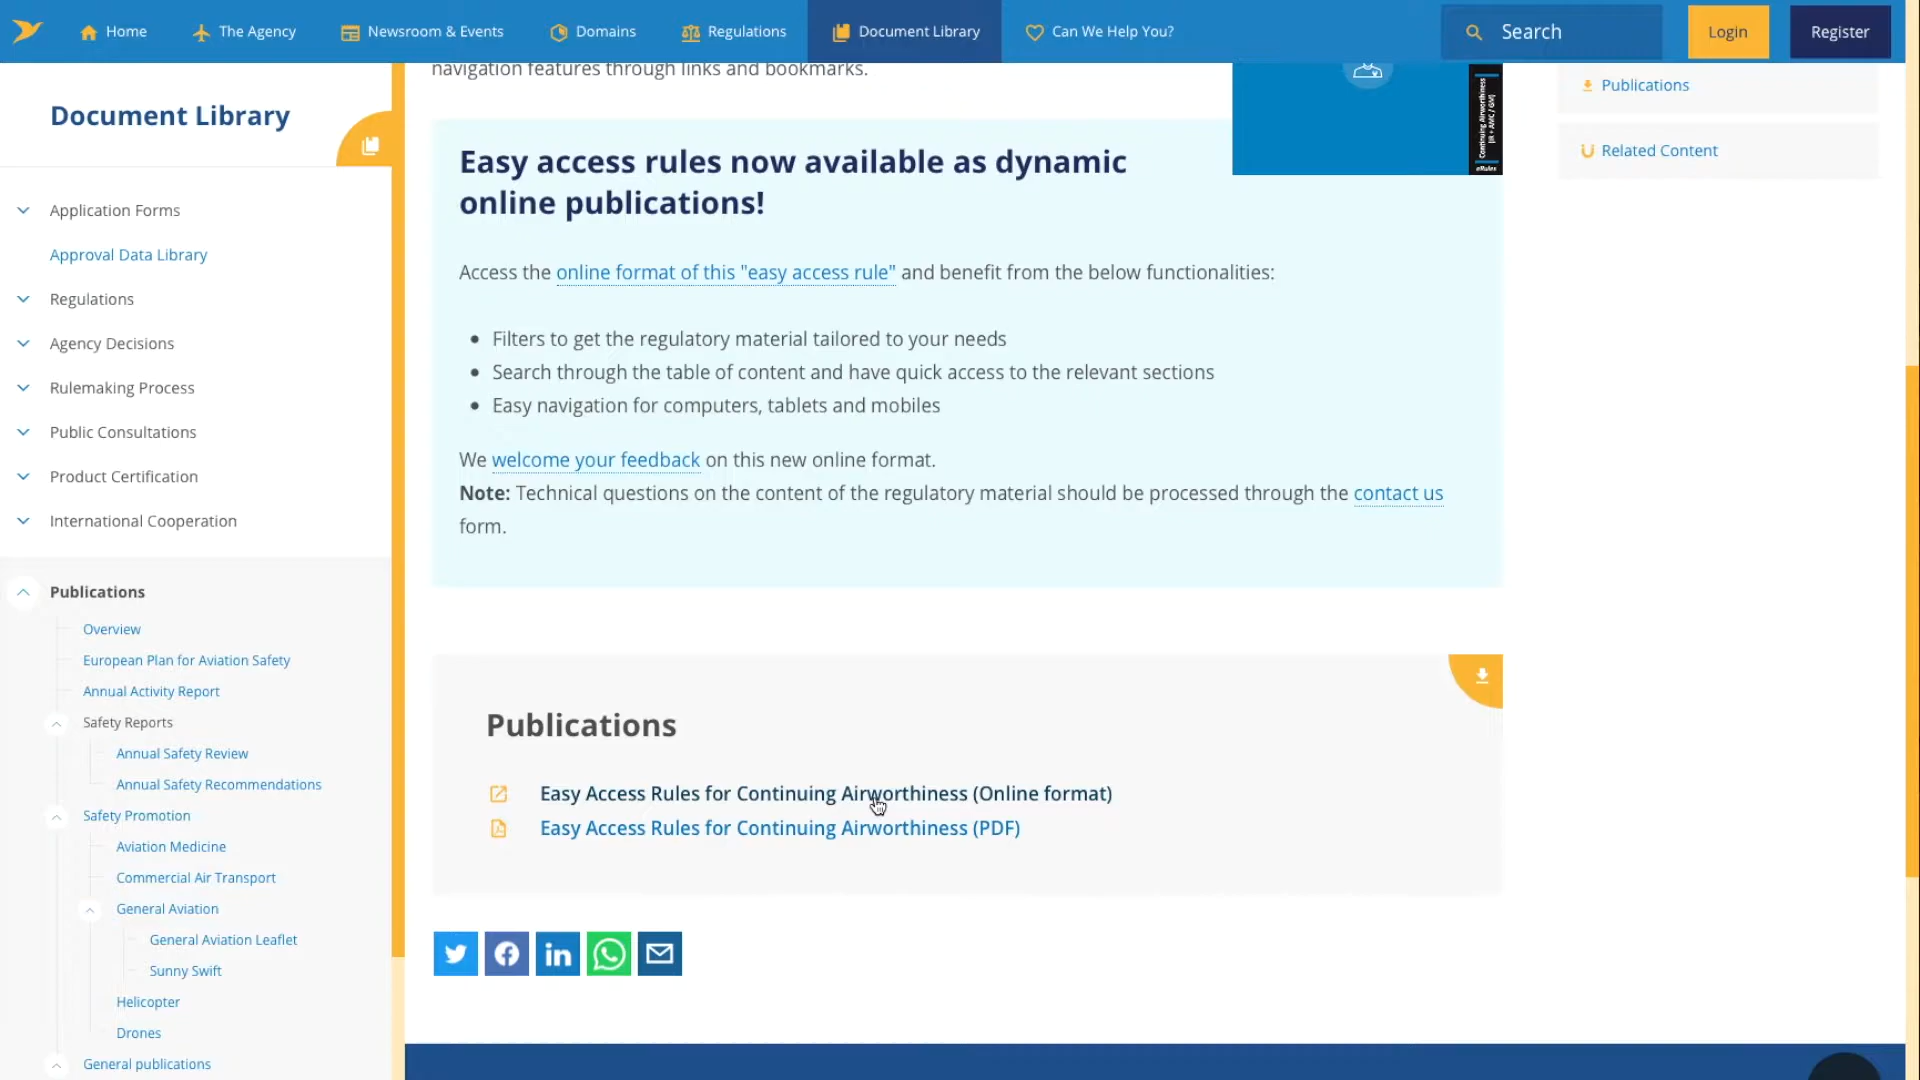 Home
The Agency
Newsroom & Events
Domains
Regulations
Document Library
Can We Help You?
Search
Login
Register
Document Library
Application Forms
Approval Data Library
Regulations
Agency Decisions
Rulemaking Process
Public Consultations
Product Certification
International Cooperation
Publications
Overview
European Plan for Aviation Safety
Annual Activity Report
Safety Reports
Annual Safety Review
Annual Safety Recommendations
Safety Promotion
Aviation Medicine
Commercial Air Transport
General Aviation
General Aviation Leaflet
Sunny Swift
Helicopter
Drones
General publications
navigation features through links and bookmarks.
Continuing Airworthiness
(IR + AMC / GM)
eRules
Easy access rules now available as dynamic
online publications!
Access the online format of this "easy access rule" and benefit from the below functionalities:
• Filters to get the regulatory material tailored to your needs
• Search through the table of content and have quick access to the relevant sections
• Easy navigation for computers, tablets and mobiles
We welcome your feedback on this new online format.
Note: Technical questions on the content of the regulatory material should be processed through the contact us
form.
Publications
Easy Access Rules for Continuing Airworthiness (Online format)
Easy Access Rules for Continuing Airworthiness (PDF)
in
Publications
Related Content